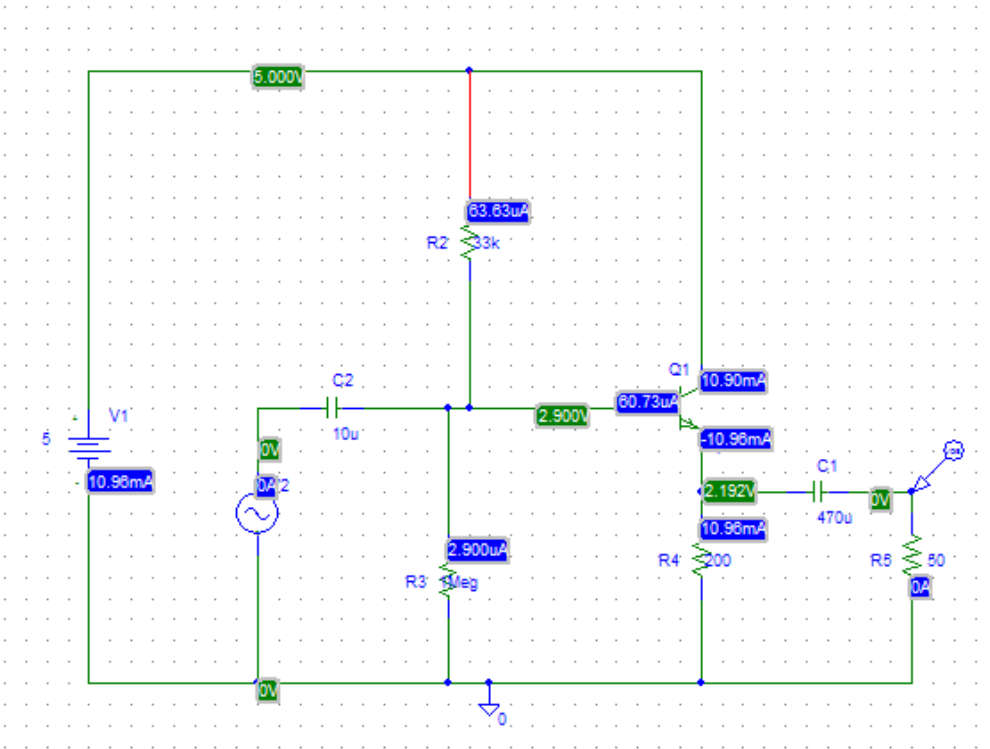 5.000V
63.63uA
R2 33k
C2
10u
2.900V
60.73uA
Q1
10.90mA
-10.96mA
V1
5
+
-
10.96mA
0V
0A 2
2.192V
C1
470u
0V
10.96mA
R4 200
R5 50
0A
2.900uA
R3 1Meg
0V
0